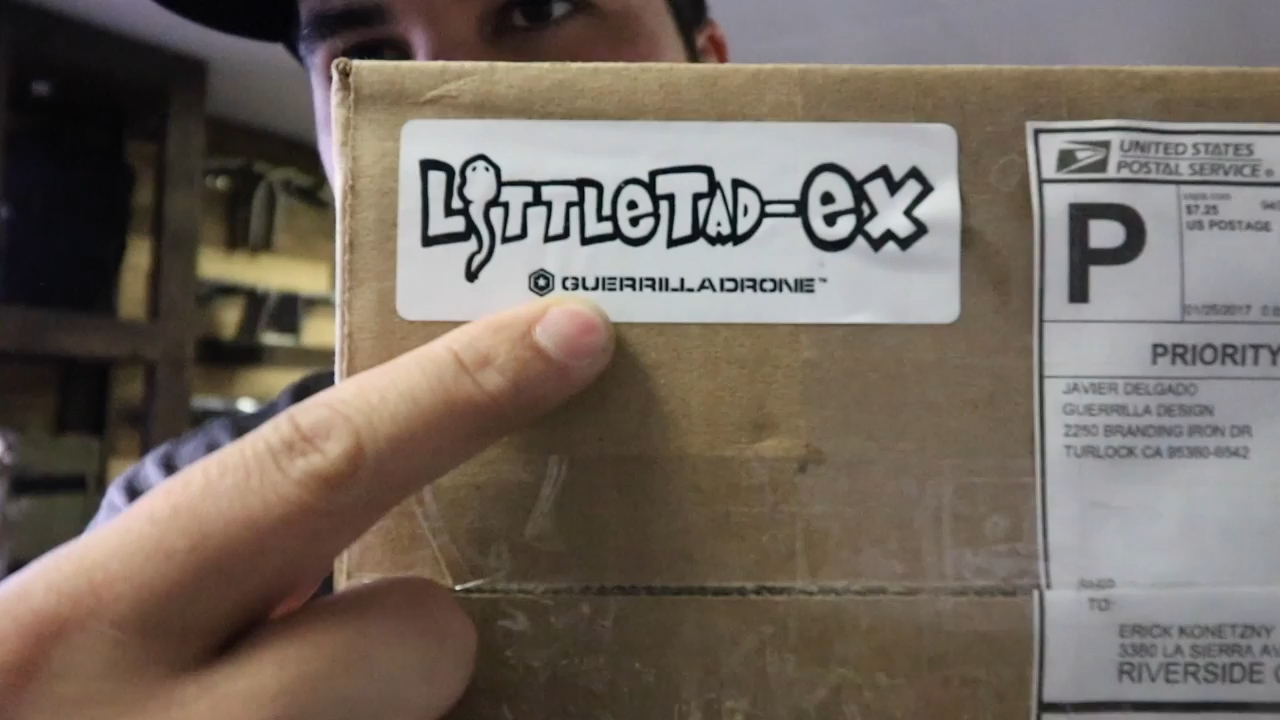 LittleTad-EX
GUERRILLADRONE™
UNITED STATES
POSTAL SERVICE®
P
$7.25
US POSTAGE
01/25/2017
PRIORITY
JAVIER DELGADO
GUERRILLA DESIGN
2250 BRANDING IRON DR
TURLOCK CA 95380-6542
TO:
ERICK KONETZNY
3380 LA SIERRA AV
RIVERSIDE